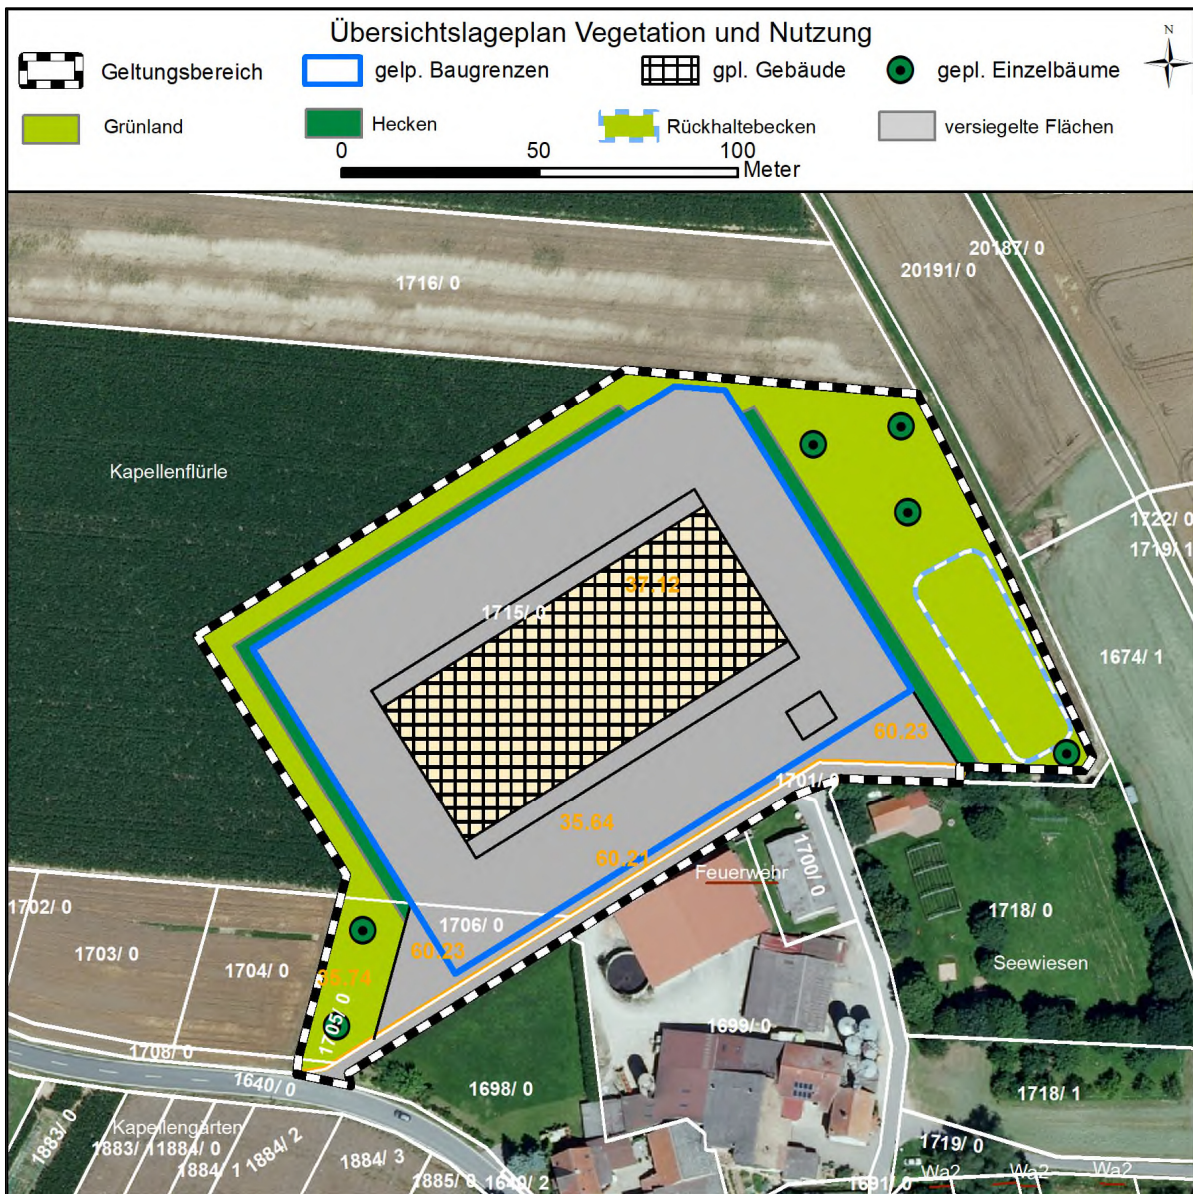 Übersichtslageplan Vegetation und Nutzung
N
Geltungsbereich
gelp. Baugrenzen
gpl. Gebäude
gepl. Einzelbäume
Grünland
Hecken
Rückhaltebecken
versiegelte Flächen
0 50 100
Meter
20187/ 0
20191/ 0
1716/ 0
Kapellenflürle
1722/ 0
1719/ 1
37.12
1715/ 0
1674/ 1
60.23
1701/ 0
35.64
60.21
Feuerwehr
1700/ 0
1702/ 0
1706/ 0
1718/ 0
1703/ 0
60.23
1704/ 0
Seewiesen
35.74
1705/ 0
1699/ 0
1708/ 0
1640/ 0
1698/ 0
1718/ 1
1883/ 0
Kapellengärten
1883/ 1
1884/ 0
1884/ 2
1719/ 0
1884/ 1
1884/ 3
Wa2
Wa2
Wa2
1885/ 0
1640/ 2
1691/ 0